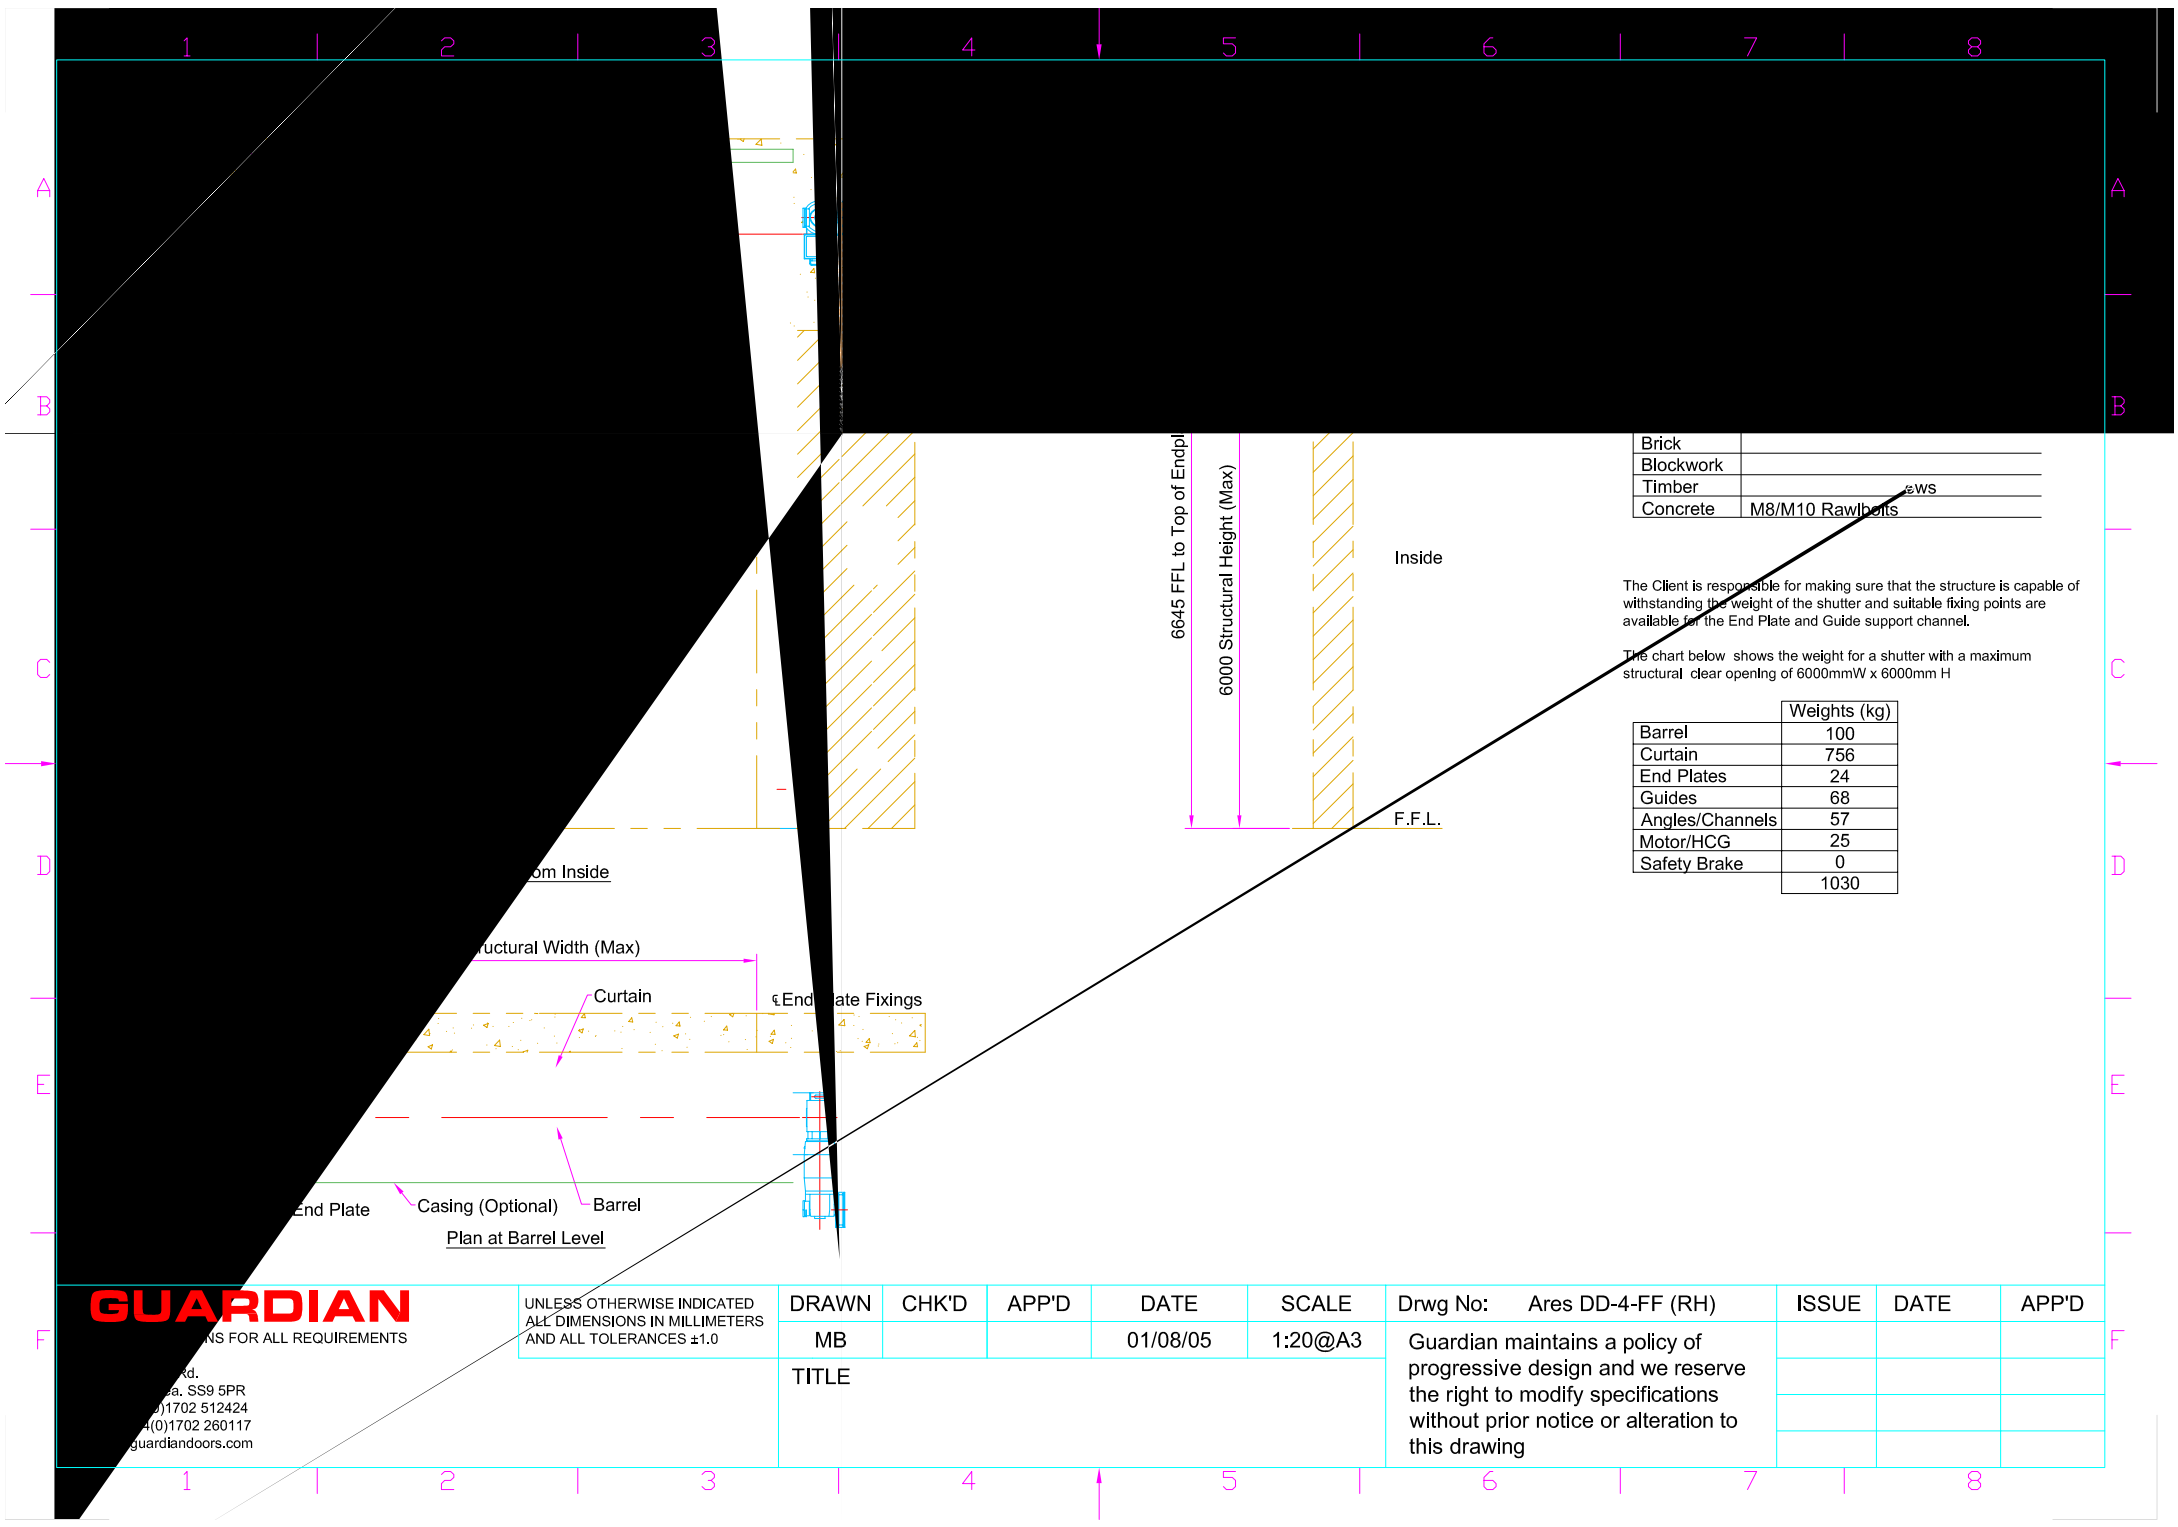 1 2 3 4 5 6 7 8
A A
B B
C C
D D
E E
F F
Brick
Blockwork
Timber
Concrete M8/M10 Rawlbolts
6645 FFL to Top of
6000 Structural Height (Max)
Inside
The Client is responsible for making sure that the structure is capable of
withstanding the weight of the shutter and suitable fixing points are
available for the End Plate and Guide support channel.
The chart below shows the weight for a shutter with a maximum
structural clear opening of 6000mmW x 6000mm H
Weights (kg)
Barrel 100
Curtain 756
End Plates 24
Guides 68
Angles/Channels 57
Motor/HCG 25
Safety Brake 0
1030
F.F.L.
Inside
Width (Max)
Curtain
Fixings
End Plate
Casing (Optional)
Barrel
Plan at Barrel Level
GUARDIAN
FOR ALL REQUIREMENTS
Rd.
SS9 5PR
1702 512424
(0)1702 260117
guardiandoors.com
UNLESS OTHERWISE INDICATED
ALL DIMENSIONS IN MILLIMETERS
AND ALL TOLERANCES ±1.0
DRAWN CHK'D APP'D DATE SCALE
MB 01/08/05 1:20@A3
TITLE
Drwg No: Ares DD-4-FF (RH)
Guardian maintains a policy of
progressive design and we reserve
the right to modify specifications
without prior notice or alteration to
this drawing
ISSUE DATE APP'D
1 2 3 4 5 6 7 8